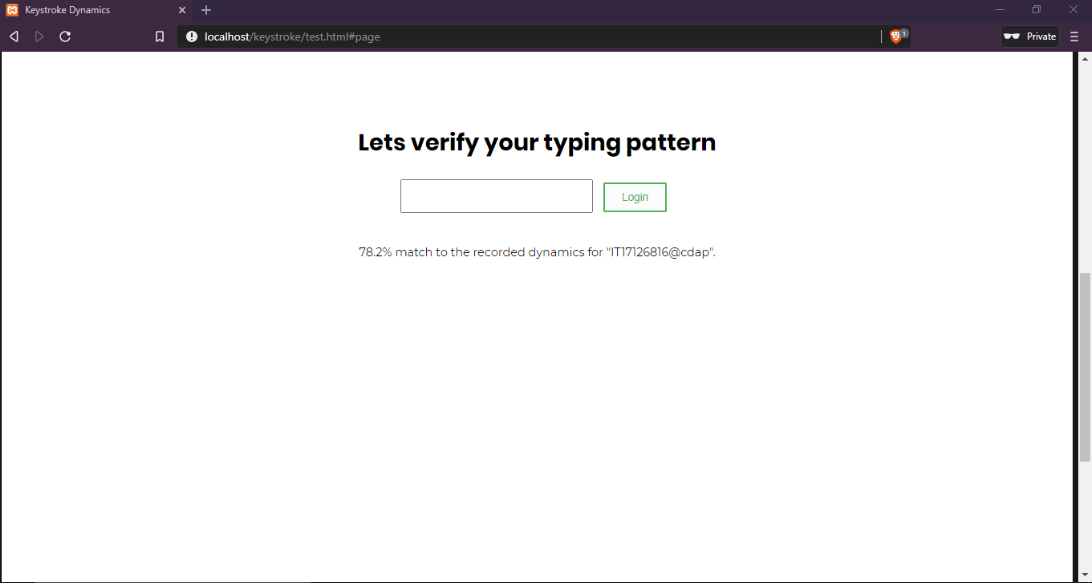 Keystroke Dynamics
localhost/keystroke/test.html#page
1
Private
Lets verify your typing pattern
Login
78.2% match to the recorded dynamics for "IT17126816@cdap".